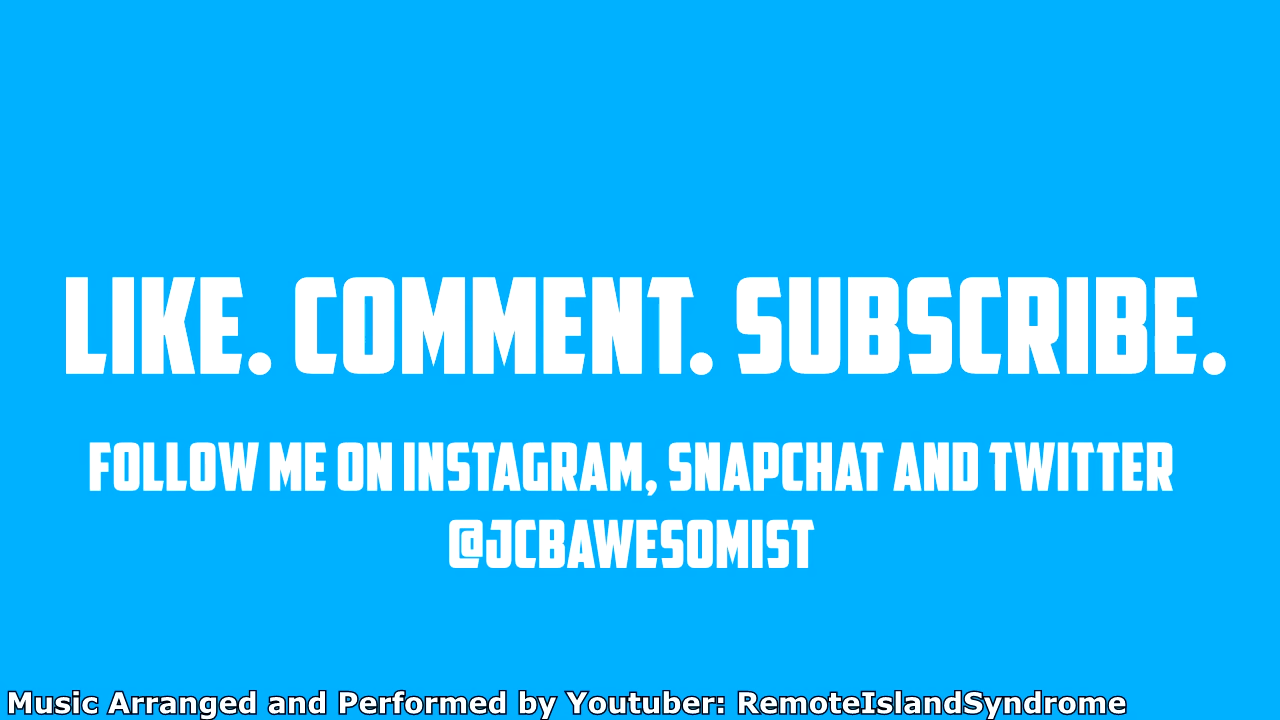 LIKE. COMMENT. SUBSCRIBE.
FOLLOW ME ON INSTAGRAM, SNAPCHAT AND TWITTER
@JCBAWESOMIST
Music Arranged and Performed by Youtuber: RemoteIslandSyndrome